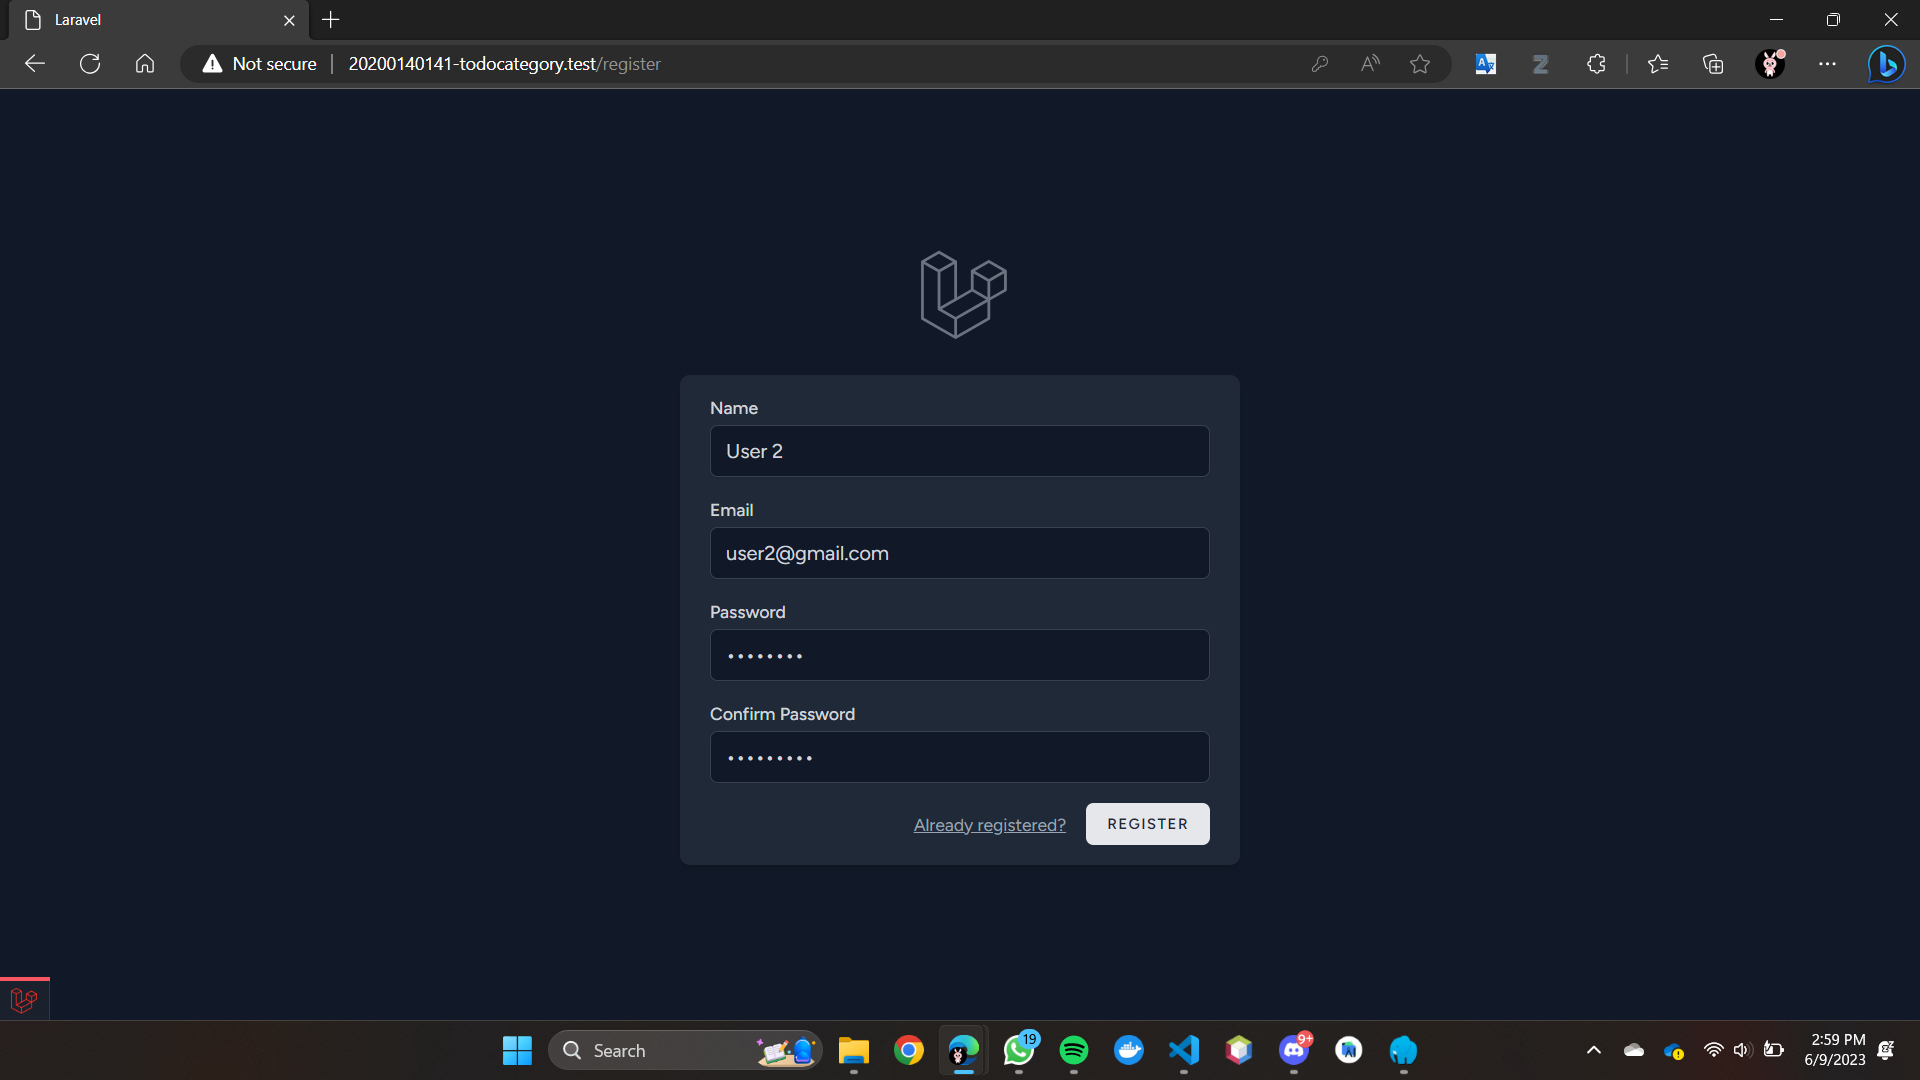 Laravel
Not secure
20200140141-todocategory.test/register
Name
User 2
Email
user2@gmail.com
Password
••••••••
Confirm Password
•••••••••
Already registered?
REGISTER
Search
19
9+
2:59 PM
6/9/2023